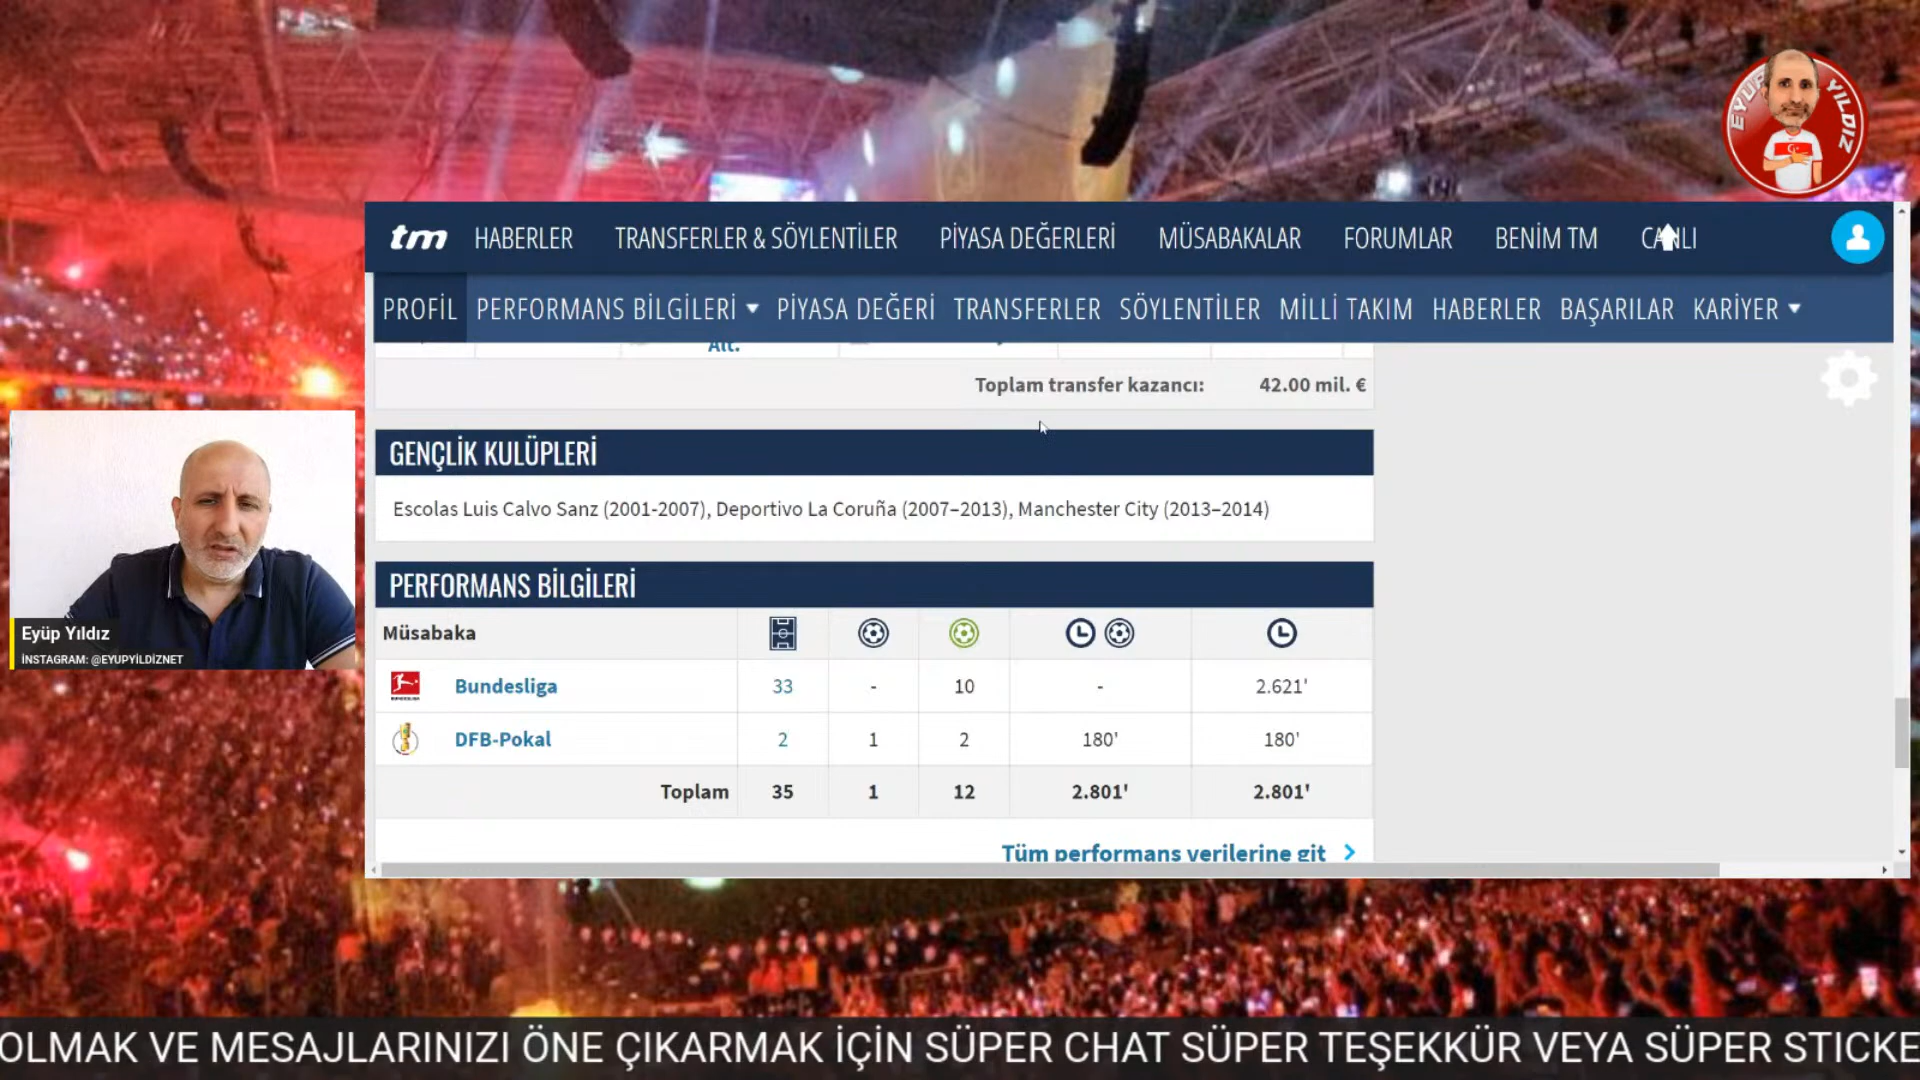 EYÜP YILDIZ
tm HABERLER TRANSFERLER & SÖYLENTİLER PİYASA DEĞERLERİ MÜSABAKALAR FORUMLAR BENİM TM CANLI
PROFİL PERFORMANS BİLGİLERİ PİYASA DEĞERİ TRANSFERLER SÖYLENTİLER MİLLİ TAKIM HABERLER BAŞARILAR KARİYER
Alt.
Toplam transfer kazancı: 42.00 mil. €
GENÇLİK KULÜPLERİ
Escolas Luis Calvo Sanz (2001-2007), Deportivo La Coruña (2007–2013), Manchester City (2013–2014)
PERFORMANS BİLGİLERİ
Müsabaka
Bundesliga 33 - 10 - 2.621'
DFB-Pokal 2 1 2 180' 180'
Toplam 35 1 12 2.801' 2.801'
Tüm performans verilerine git
Eyüp Yıldız
İNSTAGRAM: @EYUPYİLDİZNET
OLMAK VE MESAJLARINIZI ÖNE ÇIKARMAK İÇİN SÜPER CHAT SÜPER TEŞEKKÜR VEYA SÜPER STICKE